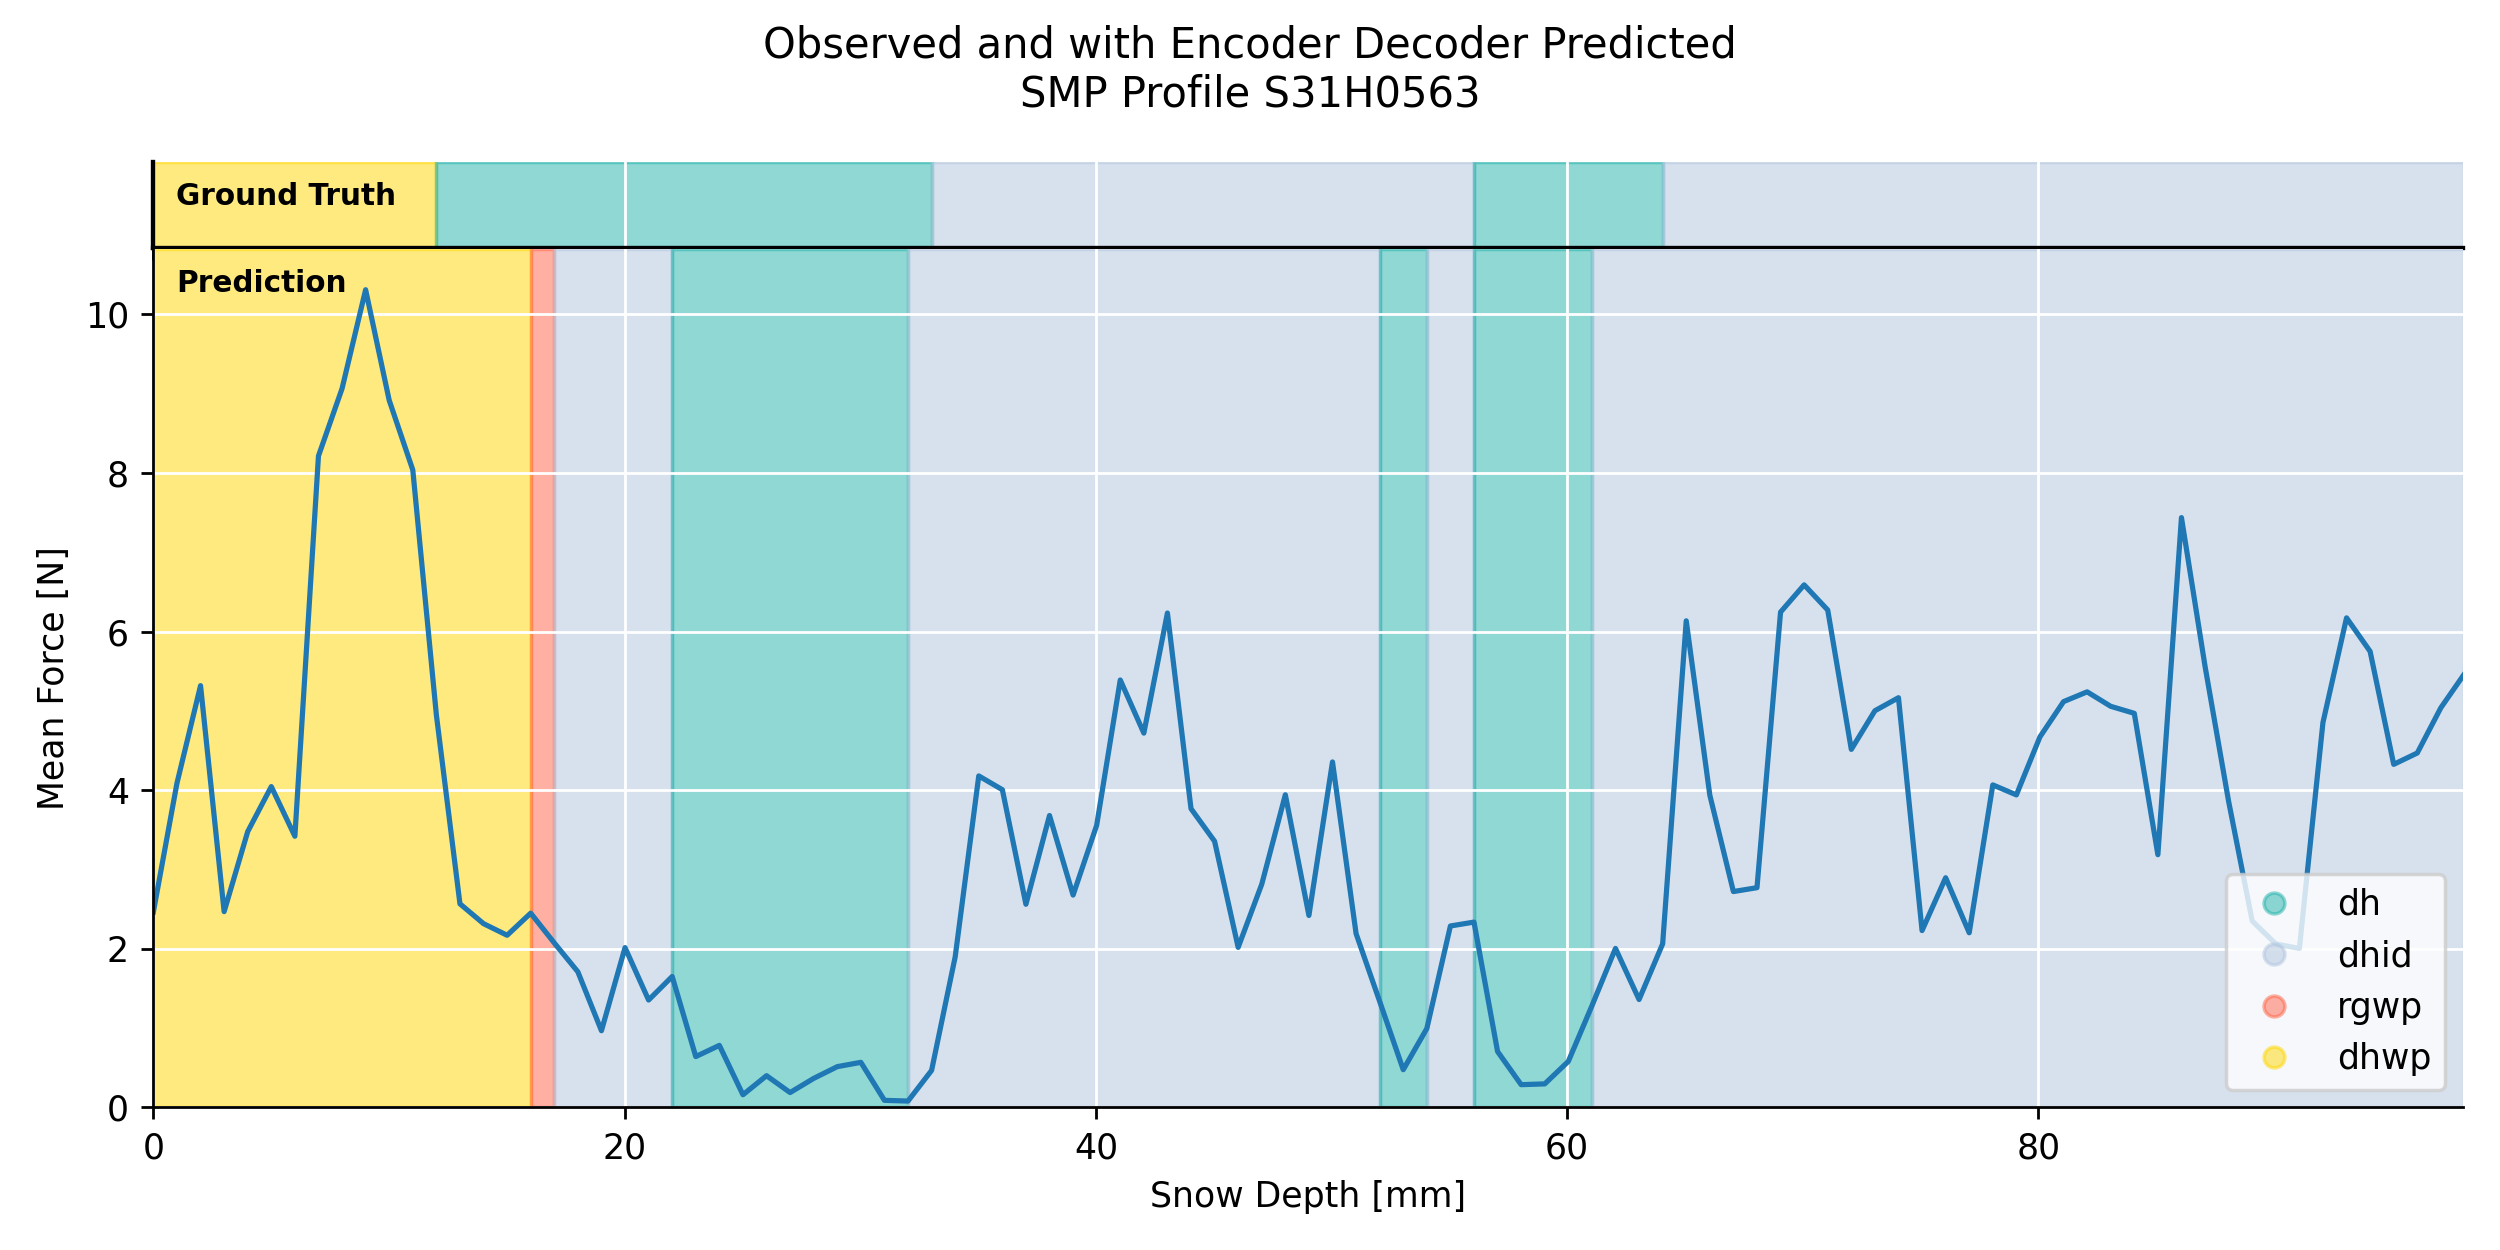 Observed and with Encoder Decoder Predicted
SMP Profile S31H0563
Ground Truth
Prediction
10
8
6
4
2
0
Mean Force [N]
0 20 40 60 80
Snow Depth [mm]
dh
dhid
rgwp
dhwp